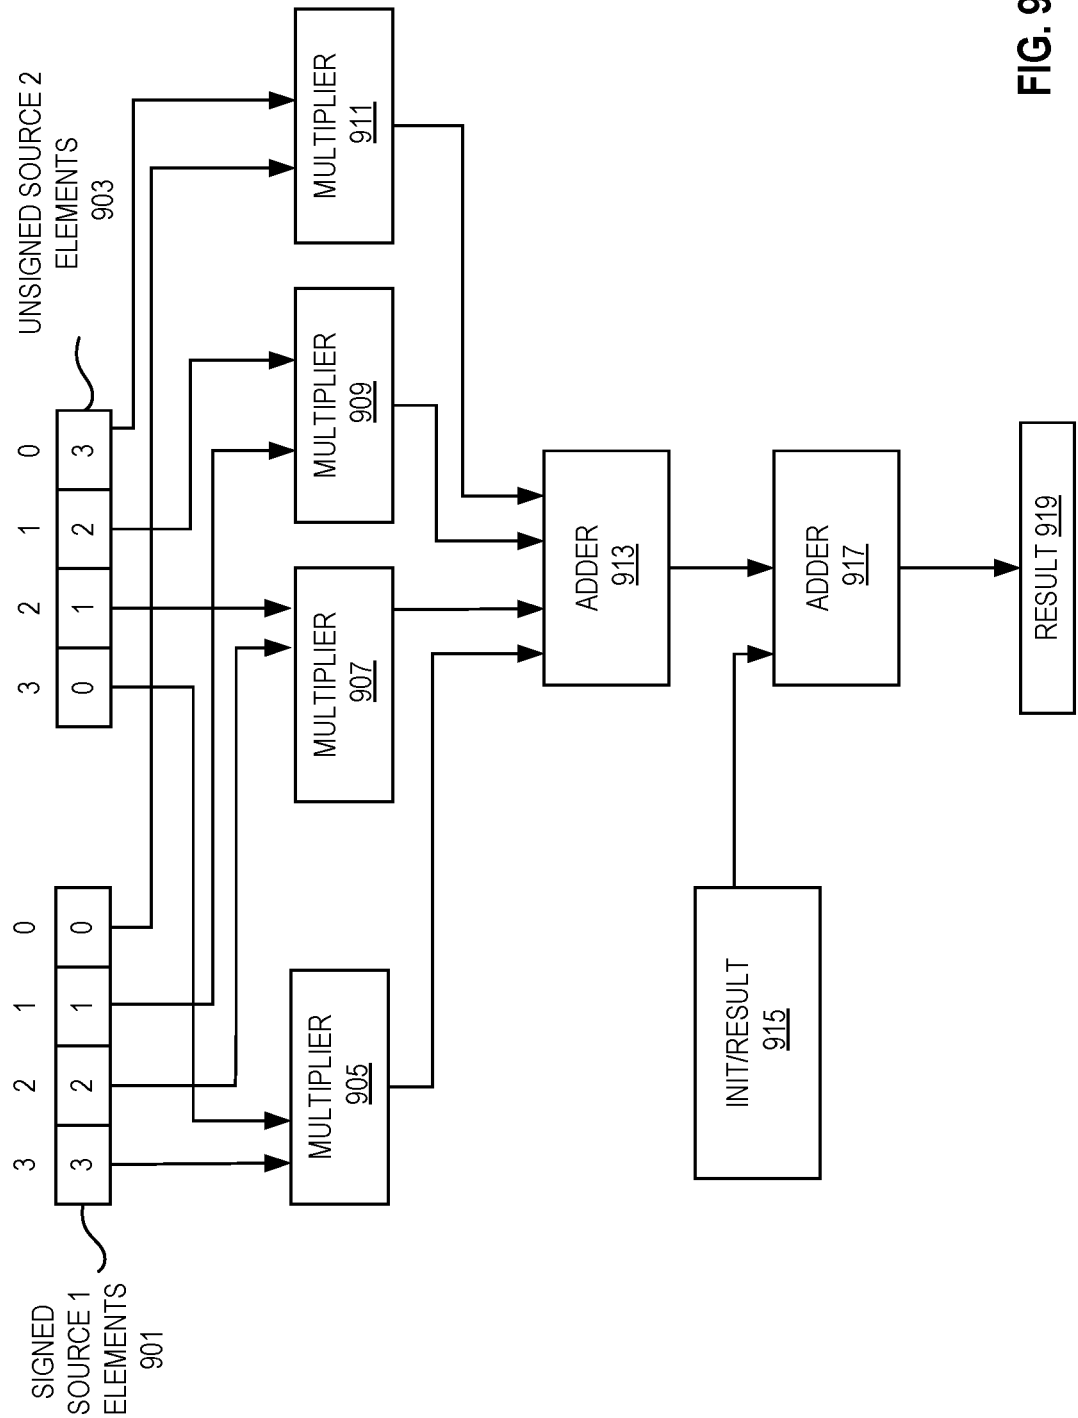 SIGNED
SOURCE 1
ELEMENTS
901
3 2 1 0
3 2 1 0
UNSIGNED SOURCE 2
ELEMENTS
903
3 2 1 0
0 1 2 3
MULTIPLIER
905
MULTIPLIER
907
MULTIPLIER
909
MULTIPLIER
911
ADDER
913
INIT/RESULT
915
ADDER
917
RESULT 919
FIG. 9